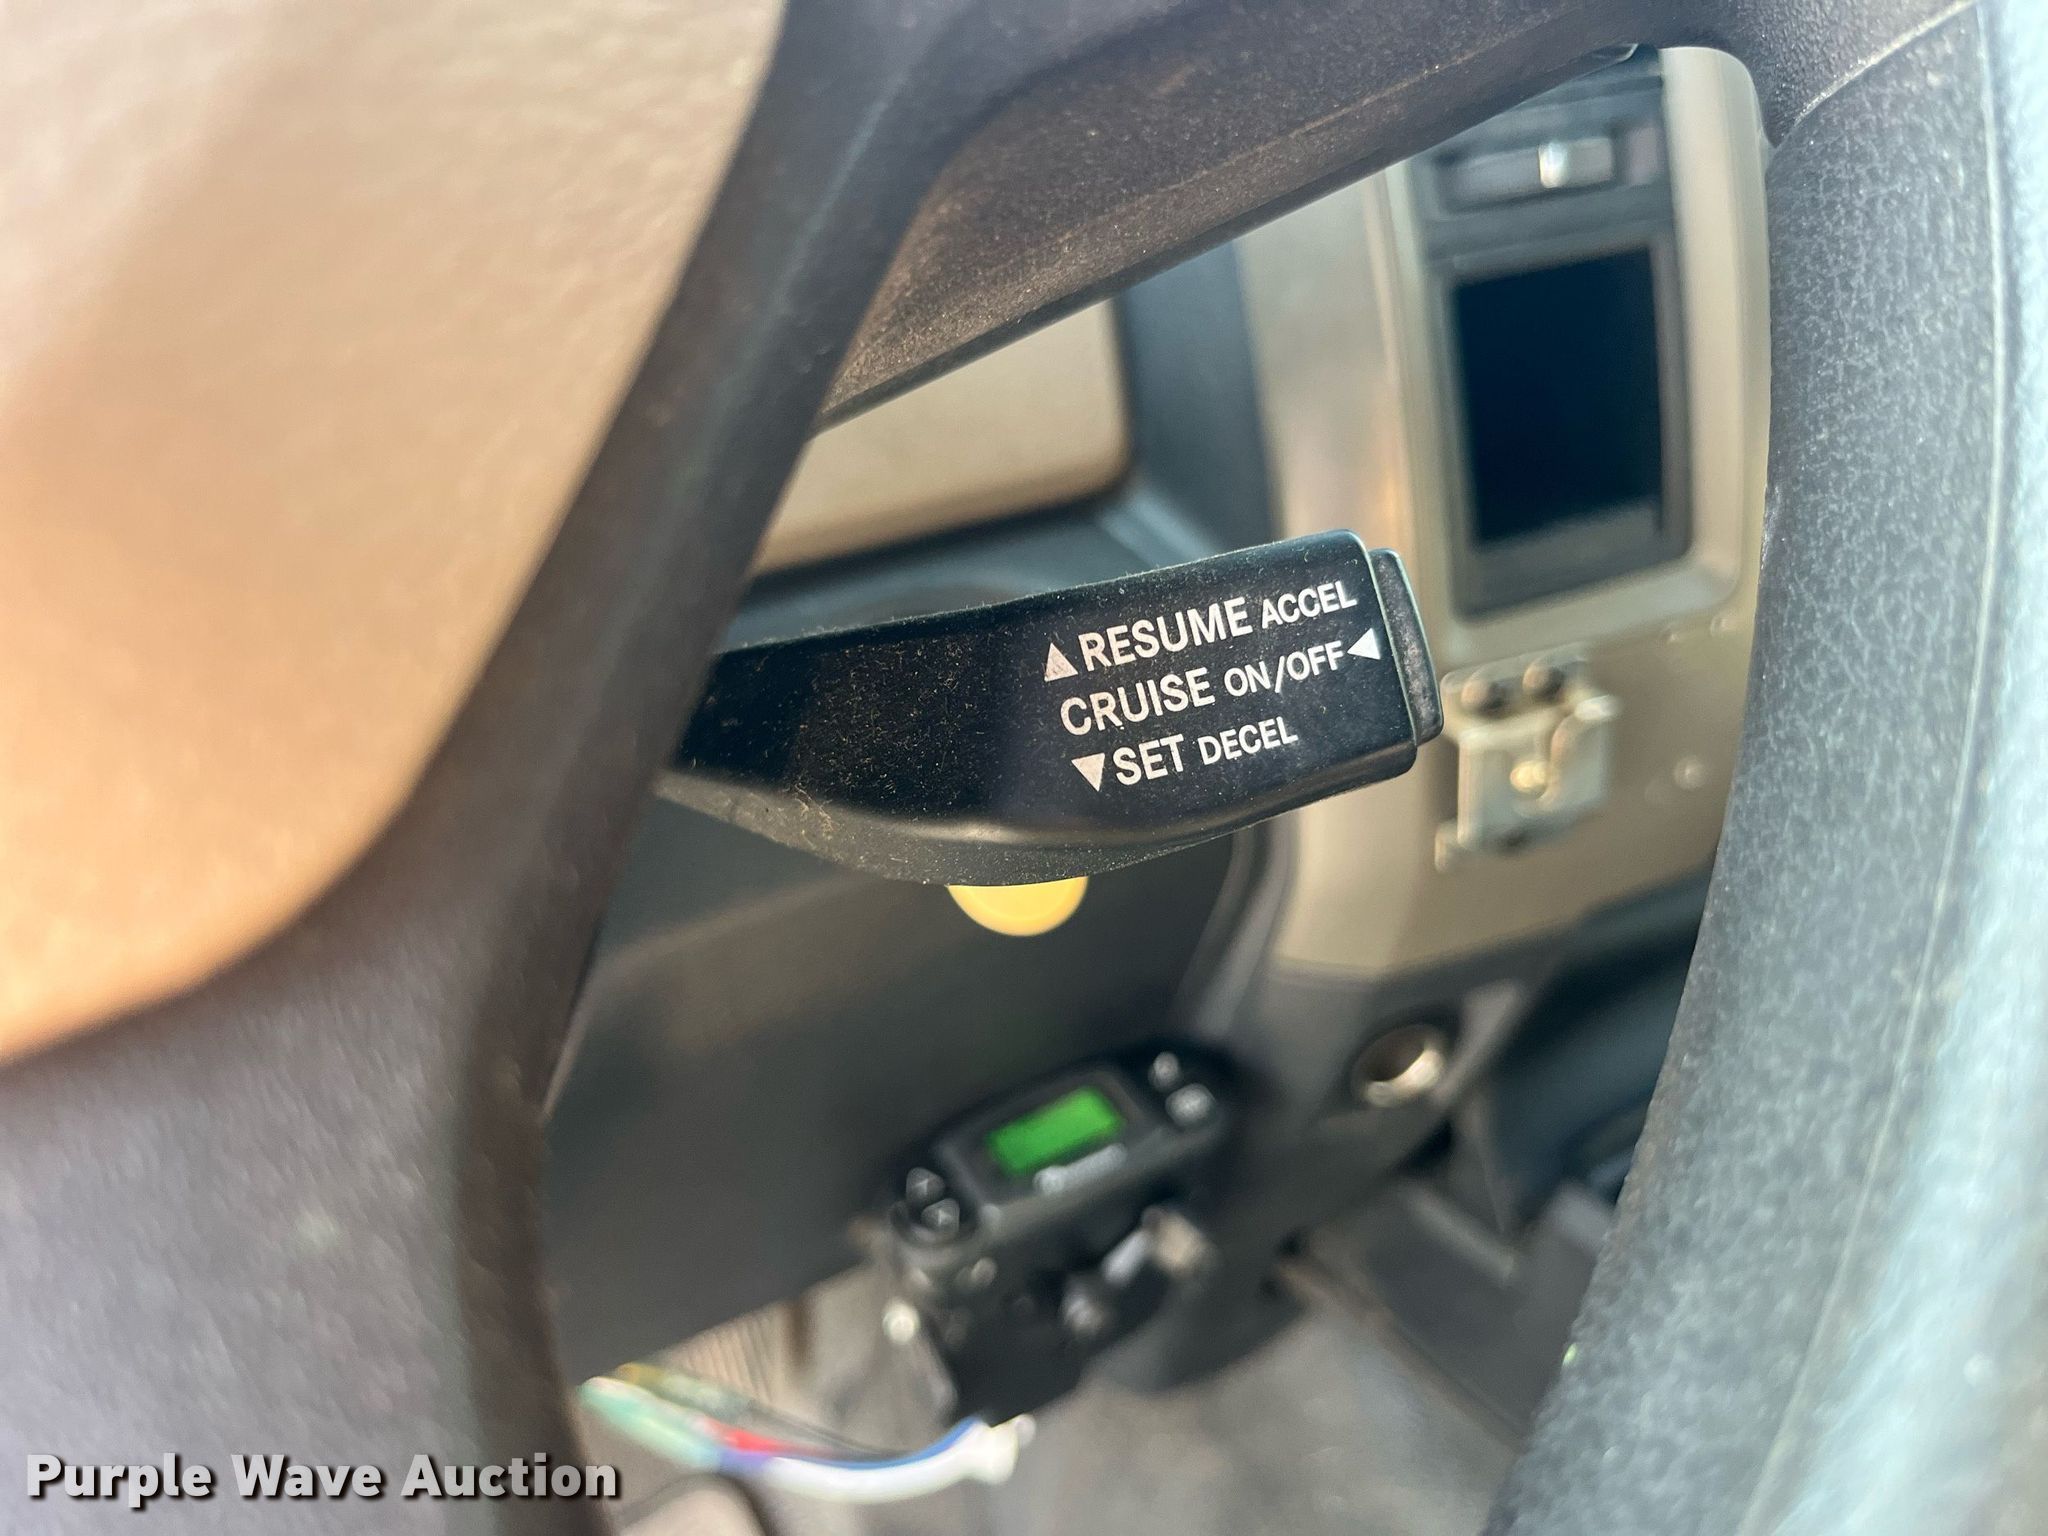 ▲RESUME ACCEL
CRUISE ON/OFF◀
▼SET DECEL
Purple Wave Auction